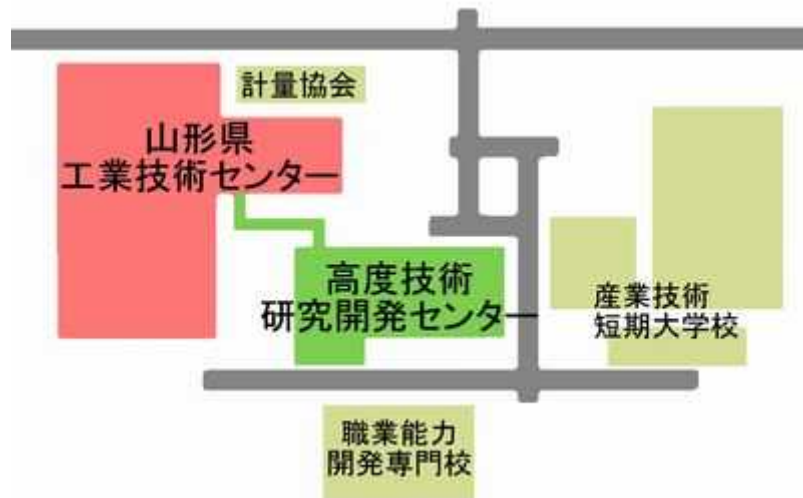 計量協会
山形県
工業技術センター
高度技術
研究開発センター
産業技術
短期大学校
職業能力
開発専門校